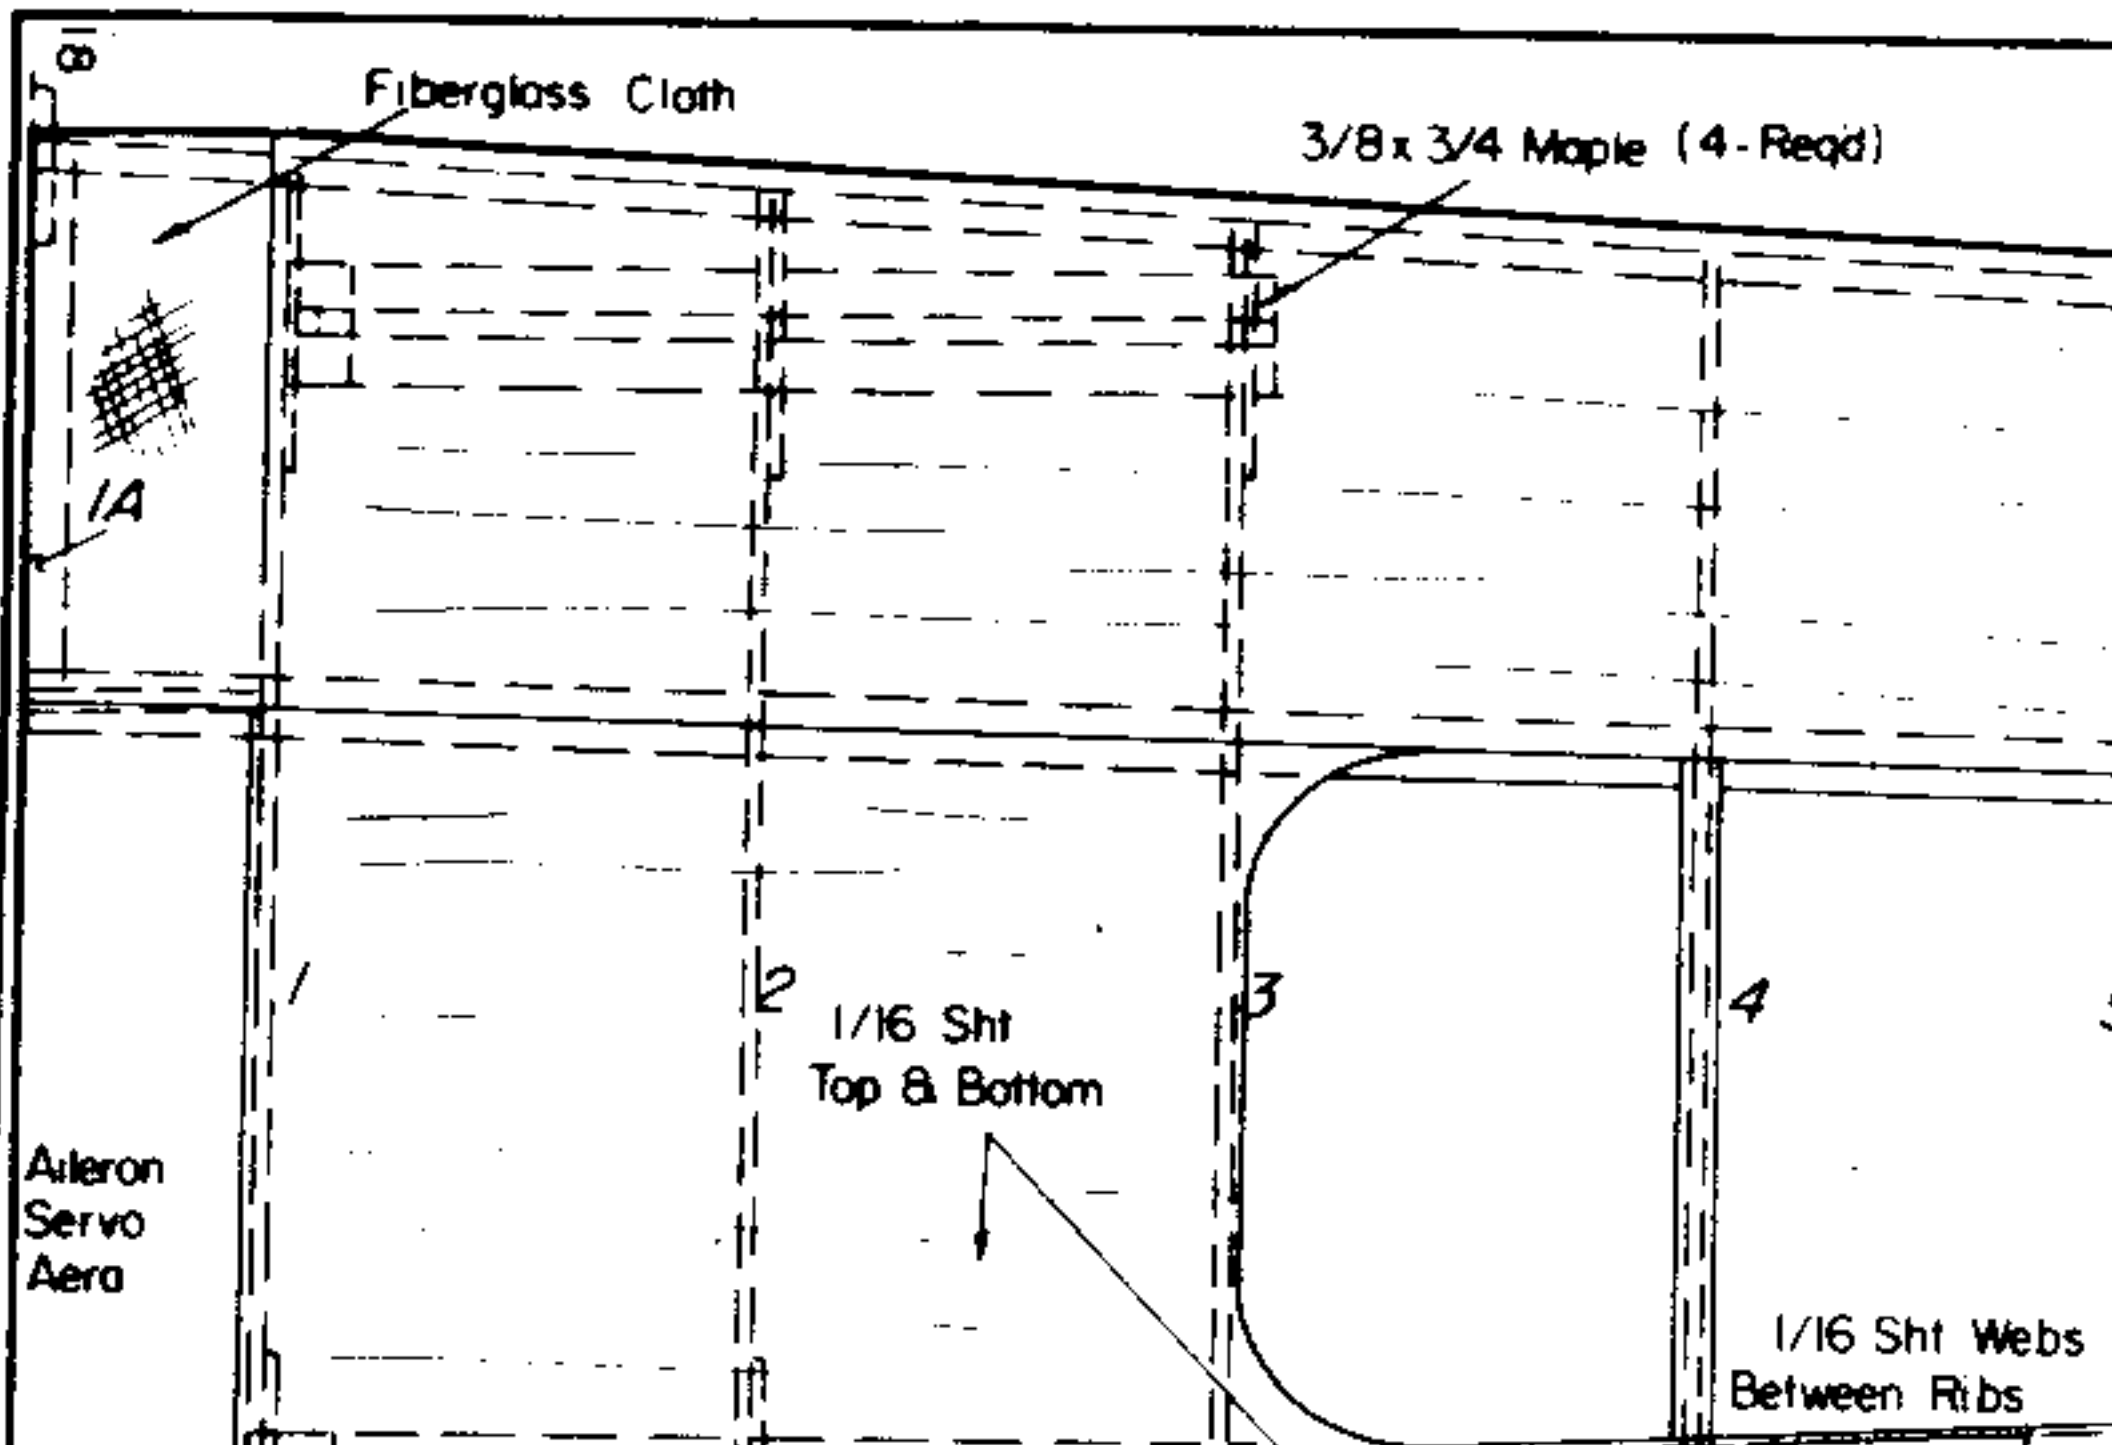 Fiberglass Cloth
3/8 x 3/4 Maple (4-Reqd)
1A
1
2
3
4
1/16 Sht
Top & Bottom
Aileron
Servo
Aera
1/16 Sht Webs
Between Ribs